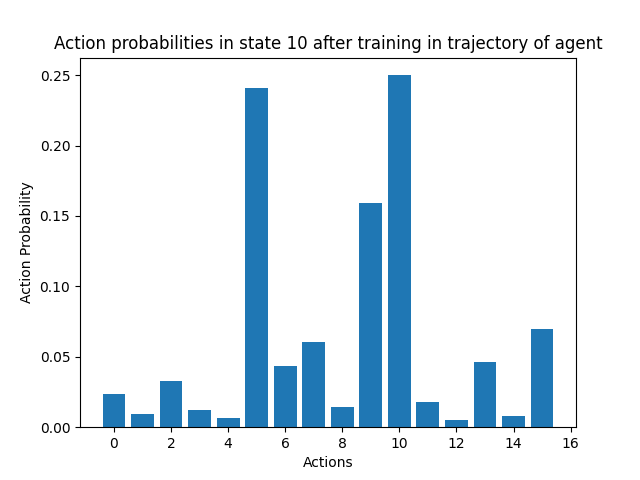 Action probabilities in state 10 after training in trajectory of agent
0.25
0.20
0.15
0.10
0.05
0.00
Action Probability
0 2 4 6 8 10 12 14 16
Actions